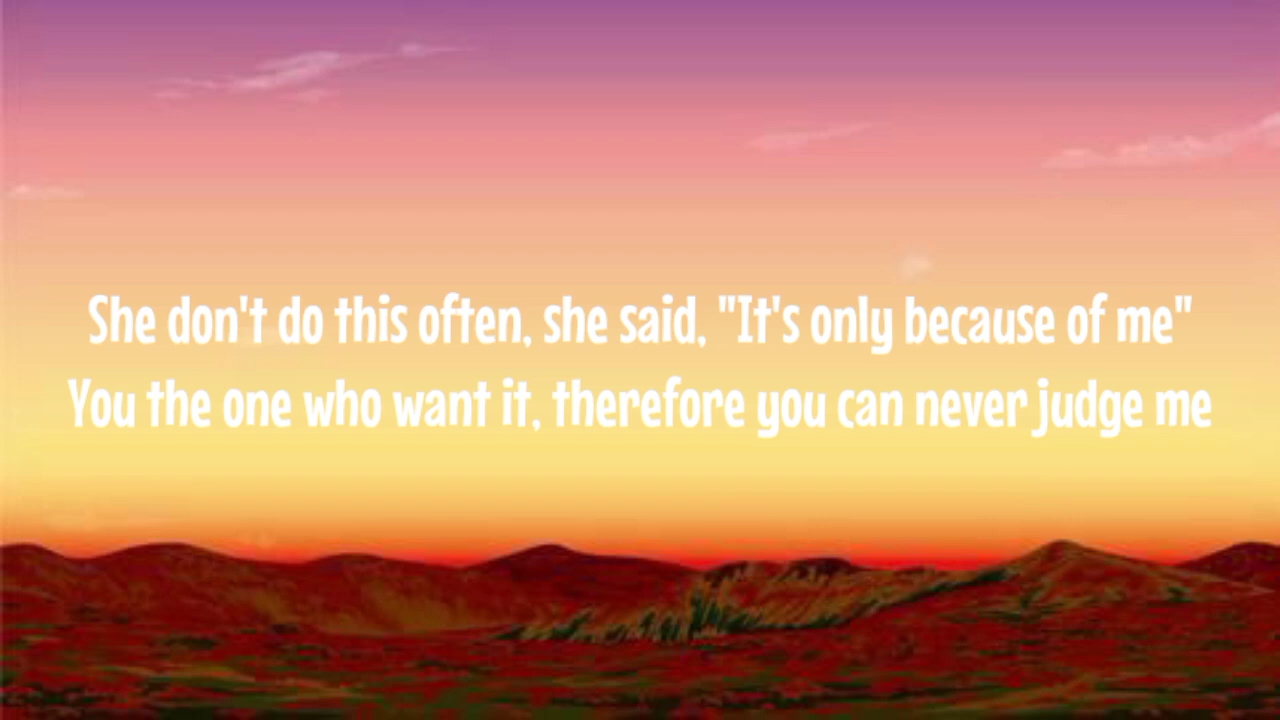 She don't do this often, she said, "It's only because of me"
You the one who want it, therefore you can never judge me